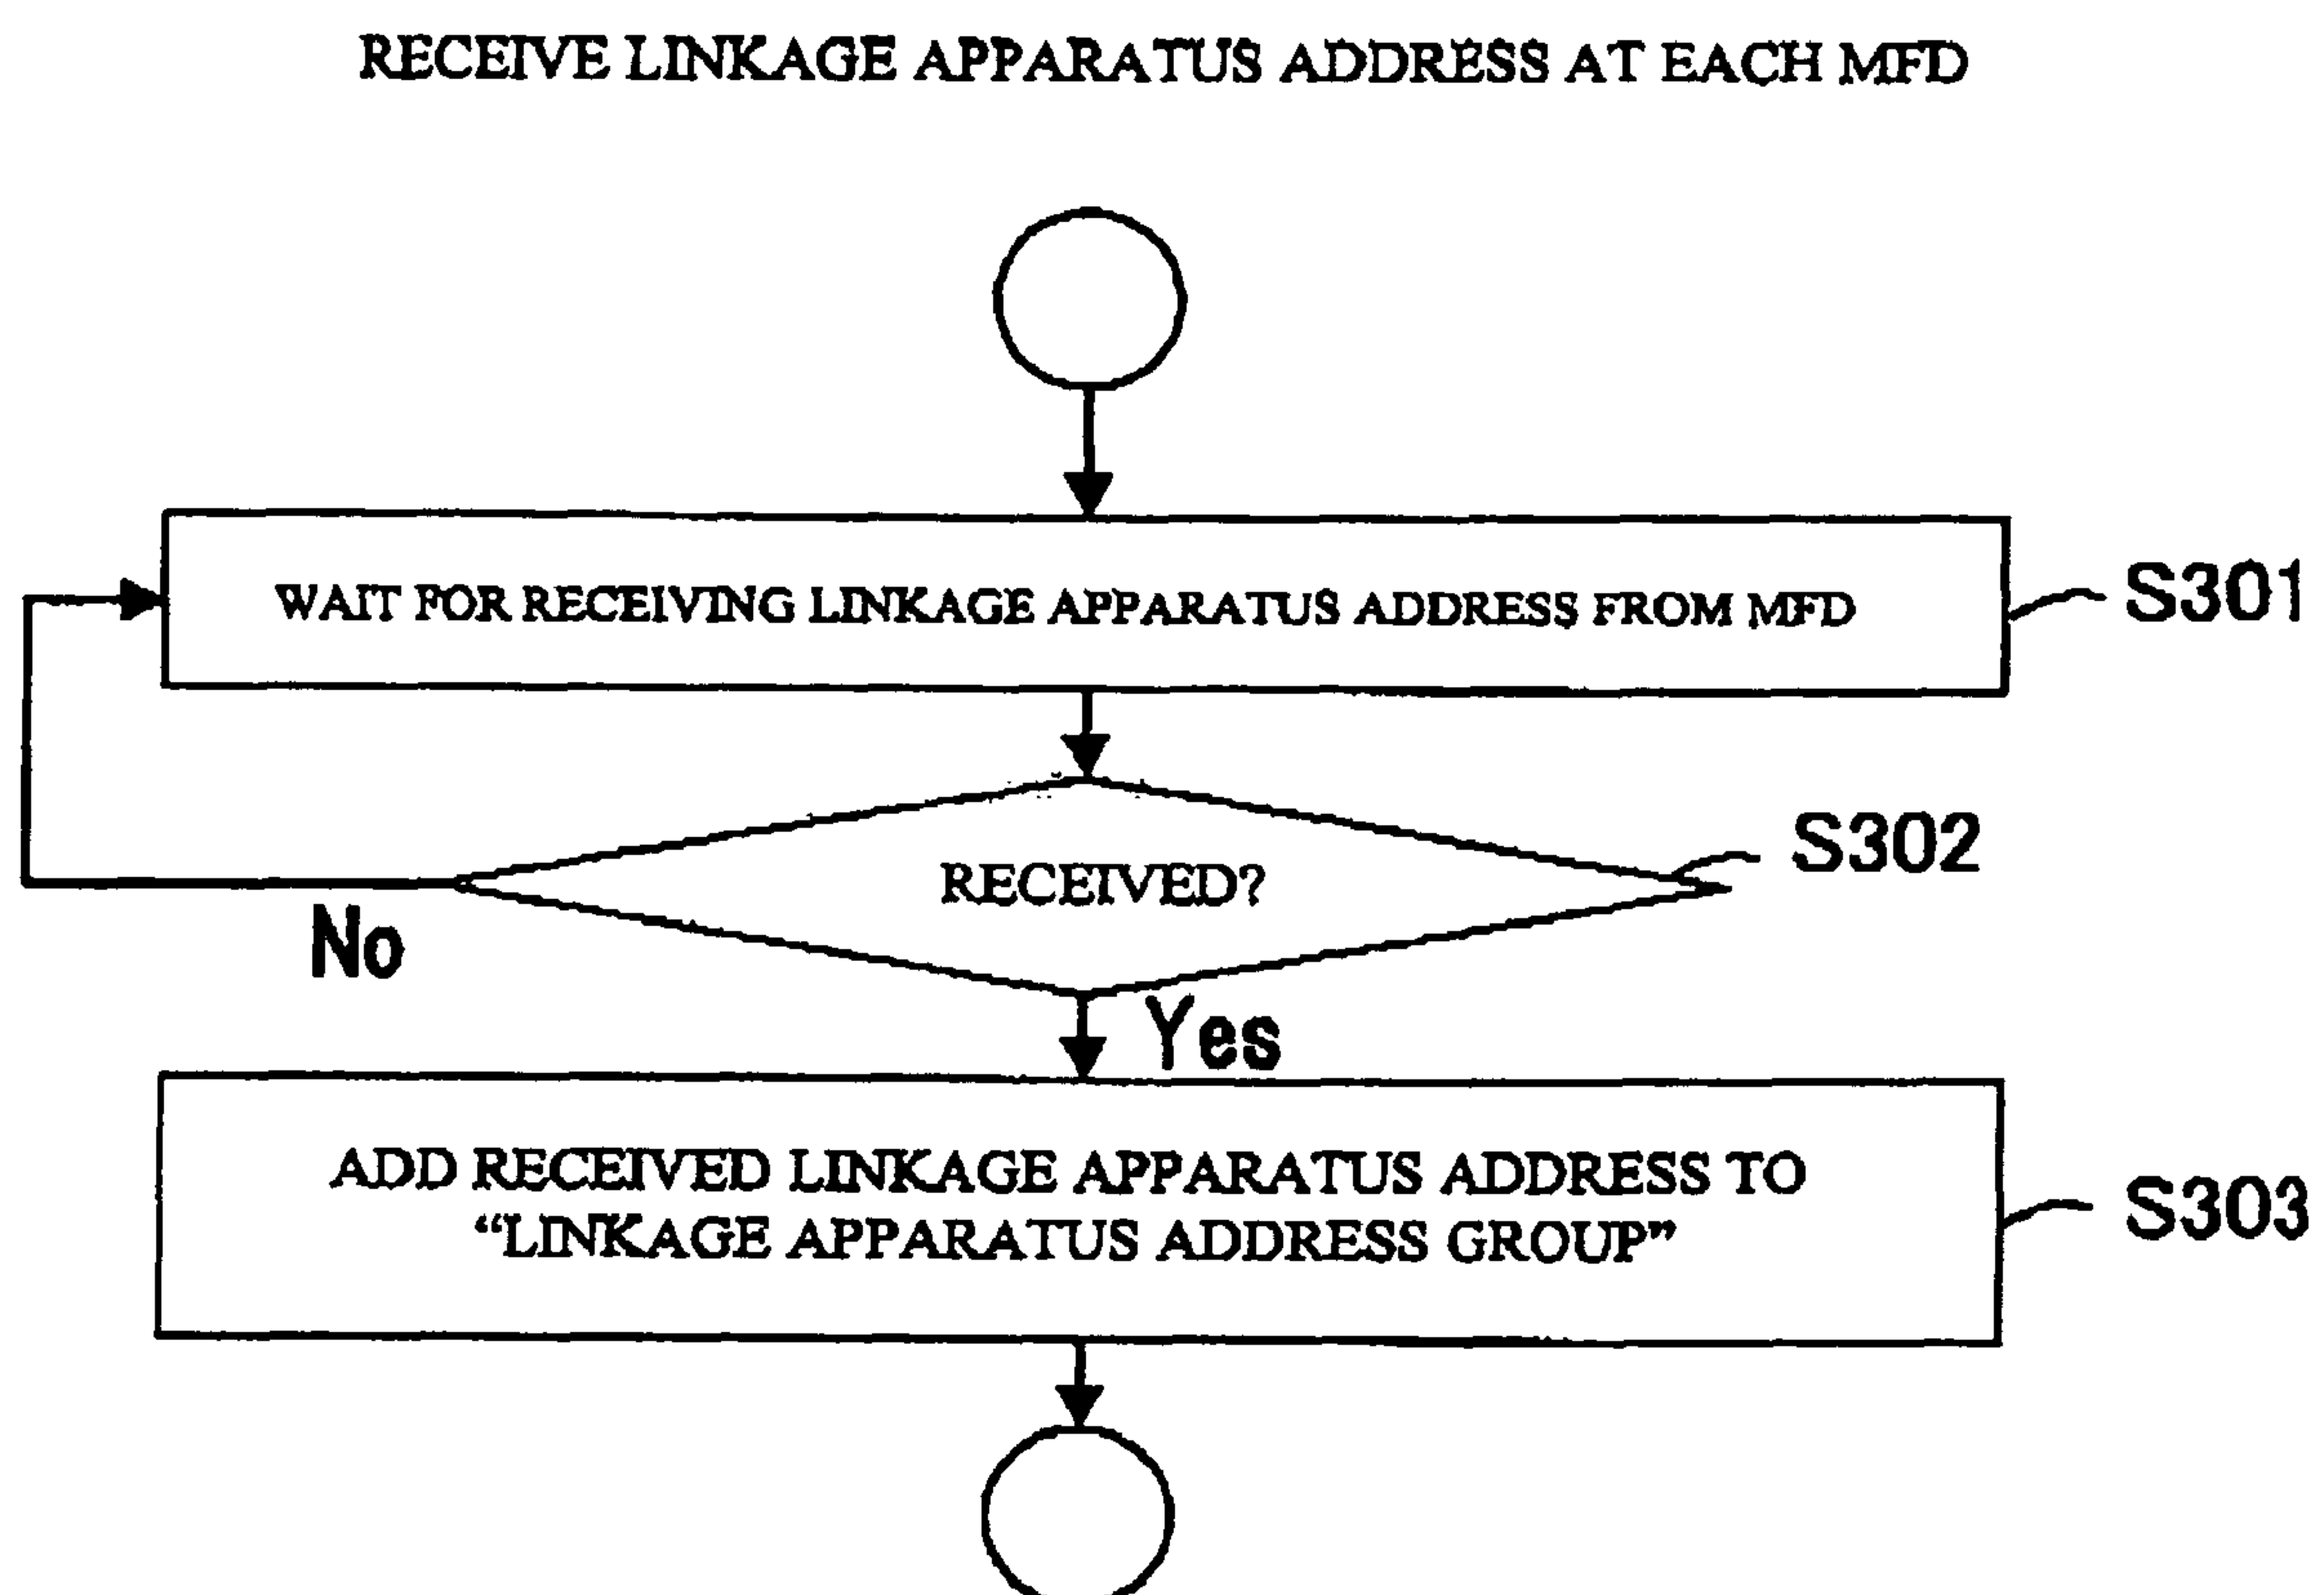 RECEIVE LINKAGE APPARATUS ADDRESS AT EACH MFD
WAIT FOR RECEIVING LINKAGE APPARATUS ADDRESS FROM MFD
S301
S302
RECEIVED?
No
Yes
ADD RECEIVED LINKAGE APPARATUS ADDRESS TO
“LINKAGE APPARATUS ADDRESS GROUP”
S303